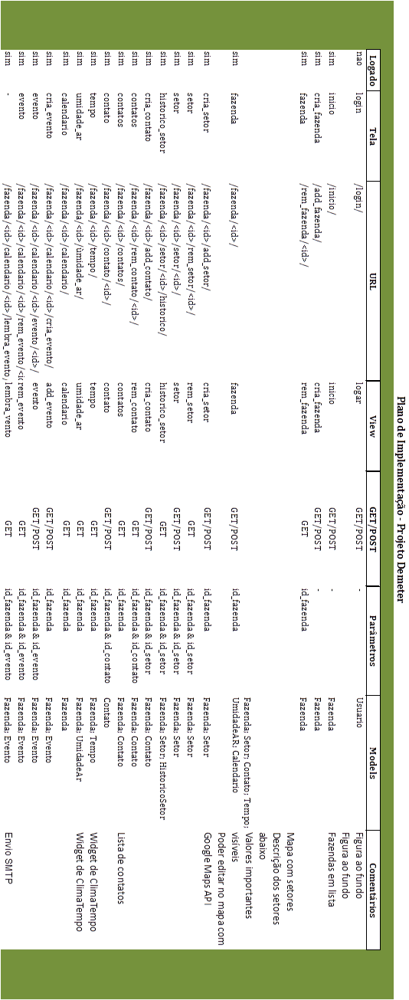 Plano de Implementação - Projeto Demeter
Logado Tela URL View GET/POST Parâmetros Models Comentários
nao login /login/ logar GET/POST - Usuario Figura ao fundo
Figura ao fundo
sim inicio /inicio/ inicio GET/POST - Fazenda Fazendas em lista
sim cria_fazenda /add_fazenda/ cria_fazenda GET/POST - Fazenda
sim fazenda /rem_fazenda/<id>/ rem_fazenda GET id_fazenda Fazenda
Mapa com setores
Descrição dos setores
abaixo
Fazenda; Setor; Contato; Tempo; Valores importantes
sim fazenda /fazenda/<id>/ fazenda GET/POST id_fazenda UmidadeAR; Calendario visíveis
Poder editar no mapa com
sim cria_setor /fazenda/<id>/add_setor/ cria_setor GET/POST id_fazenda Fazenda; Setor Google Maps API
sim setor /fazenda/<id>/rem_setor/<id>/ rem_setor GET id_fazenda & id_setor Fazenda; Setor
sim setor /fazenda/<id>/setor/<id>/ setor GET/POST id_fazenda & id_setor Fazenda; Setor
sim historico_setor /fazenda/<id>/setor/<id>/historico/ historico_setor GET id_fazenda & id_setor Fazenda; Setor; HistoricoSetor
sim cria_contato /fazenda/<id>/add_contato/ cria_contato GET/POST id_fazenda & id_setor Fazenda; Contato
sim contatos /fazenda/<id>/rem_contato/<id>/ rem_contato GET id_fazenda & id_contato Fazenda; Contato
sim contatos /fazenda/<id>/contatos/ contatos GET id_fazenda Fazenda; Contato Lista de contatos
sim contato /fazenda/<id>/contato/<id>/ contato GET/POST id_fazenda & id_contato Contato
sim tempo /fazenda/<id>/tempo/ tempo GET id_fazenda Fazenda; Tempo Widget de ClimaTempo
sim umidade_ar /fazenda/<id>/ùmidade_ar/ umidade_ar GET id_fazenda Fazenda; UmidadeAr Widget de ClimaTempo
sim calendario /fazenda/<id>/calendario/ calendario GET id_fazenda Fazenda
sim cria_evento /fazenda/<id>/calendario/<id>/cria_evento/ add_evento GET/POST id_fazenda Fazenda; Evento
sim evento /fazenda/<id>/calendario/<id>/evento/<id>/ evento GET/POST id_fazenda & id_evento Fazenda; Evento
sim evento /fazenda/<id>/calendario/<id>/rem_evento/<id rem_evento GET id_fazenda & id_evento Fazenda; Evento
sim - /fazenda/<id>/calendario/<id>/lembra_evento, lembra_vento GET id_fazenda & id_evento Fazenda; Evento Envio SMTP